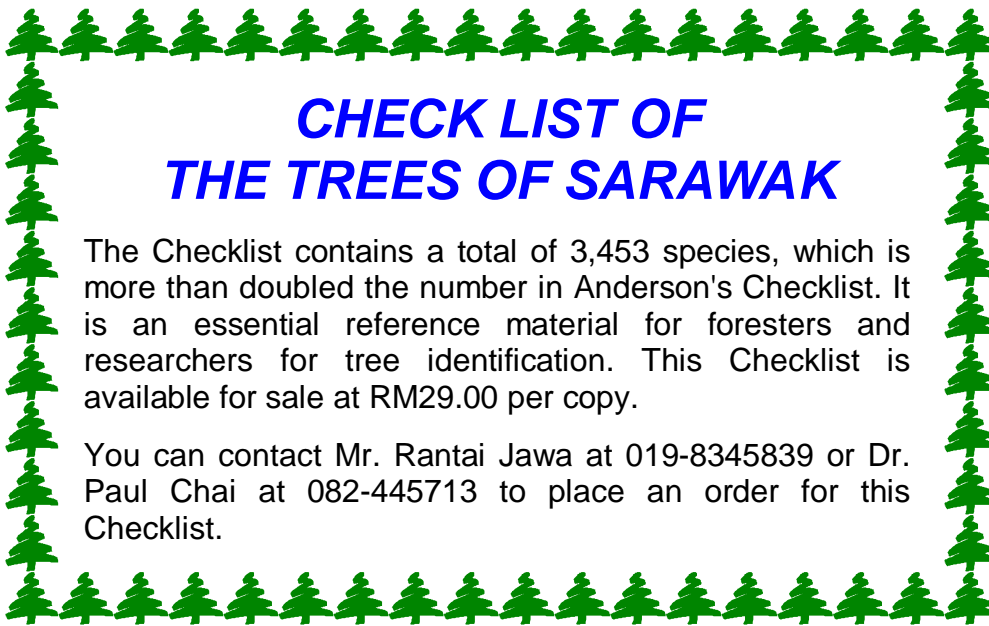 CHECK LIST OF
THE TREES OF SARAWAK
The Checklist contains a total of 3,453 species, which is
more than doubled the number in Anderson's Checklist. It
is an essential reference material for foresters and
researchers for tree identification. This Checklist is
available for sale at RM29.00 per copy.
You can contact Mr. Rantai Jawa at 019-8345839 or Dr.
Paul Chai at 082-445713 to place an order for this
Checklist.